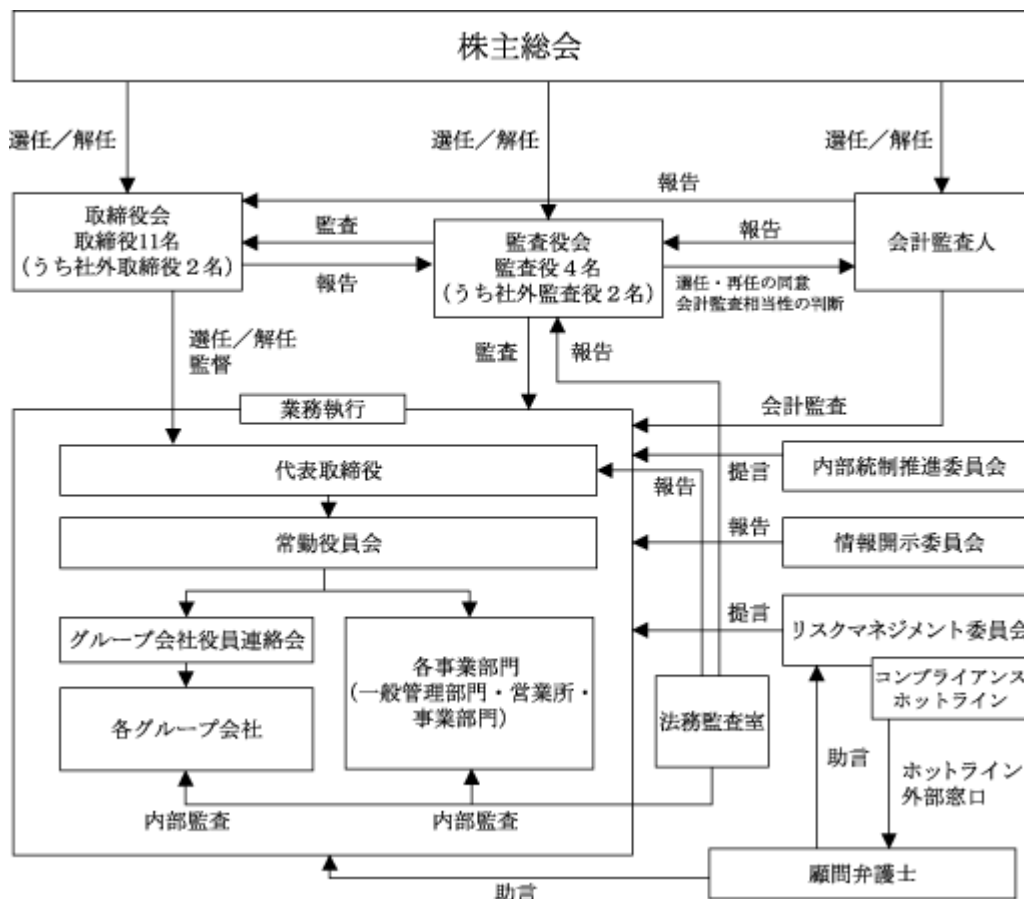 株主総会
選任／解任
選任／解任
選任／解任
報告
取締役会
取締役11名
（うち社外取締役２名）
監査
報告
監査役会
監査役４名
（うち社外監査役２名）
報告
選任・再任の同意
会計監査相当性の判断
会計監査人
選任／解任
監督
監査
報告
会計監査
業務執行
代表取締役
報告
提言
内部統制推進委員会
常勤役員会
報告
情報開示委員会
提言
リスクマネジメント委員会
グループ会社役員連絡会
各事業部門
（一般管理部門・営業所・
事業部門）
各グループ会社
法務監査室
コンプライアンス
ホットライン
助言
ホットライン
外部窓口
内部監査
内部監査
顧問弁護士
助言